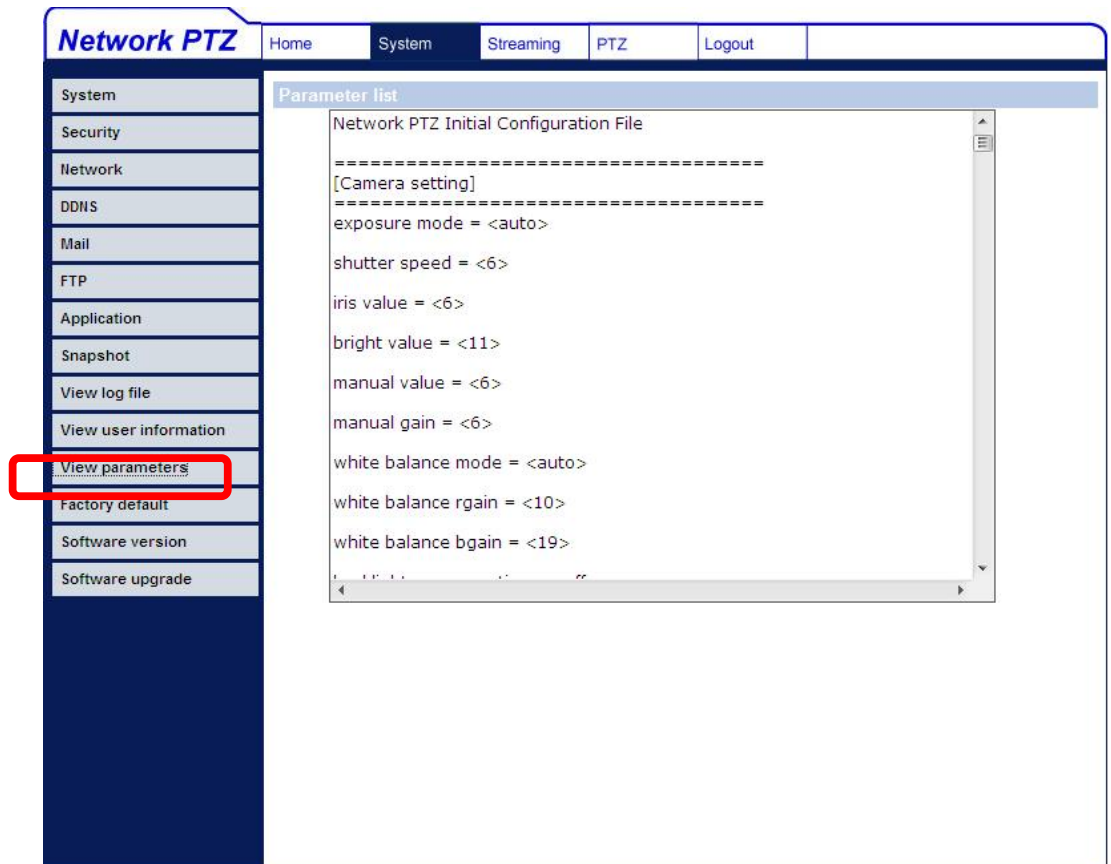 Network PTZ
Home System Streaming PTZ Logout
System
Security
Network
DDNS
Mail
FTP
Application
Snapshot
View log file
View user information
View parameters
Factory default
Software version
Software upgrade
Parameter list
Network PTZ Initial Configuration File
====================================
[Camera setting]
====================================
exposure mode = <auto>
shutter speed = <6>
iris value = <6>
bright value = <11>
manual value = <6>
manual gain = <6>
white balance mode = <auto>
white balance rgain = <10>
white balance bgain = <19>